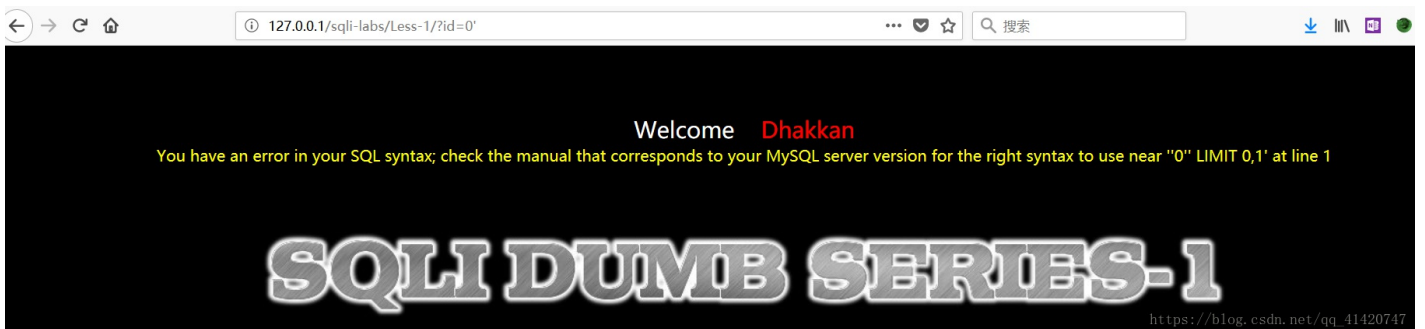 127.0.0.1/sqli-labs/Less-1/?id=0'
搜索
Welcome Dhakkan
You have an error in your SQL syntax; check the manual that corresponds to your MySQL server version for the right syntax to use near ''0'' LIMIT 0,1' at line 1
SQLI DUMB SERIES-1
https://blog.csdn.net/qq_41420747